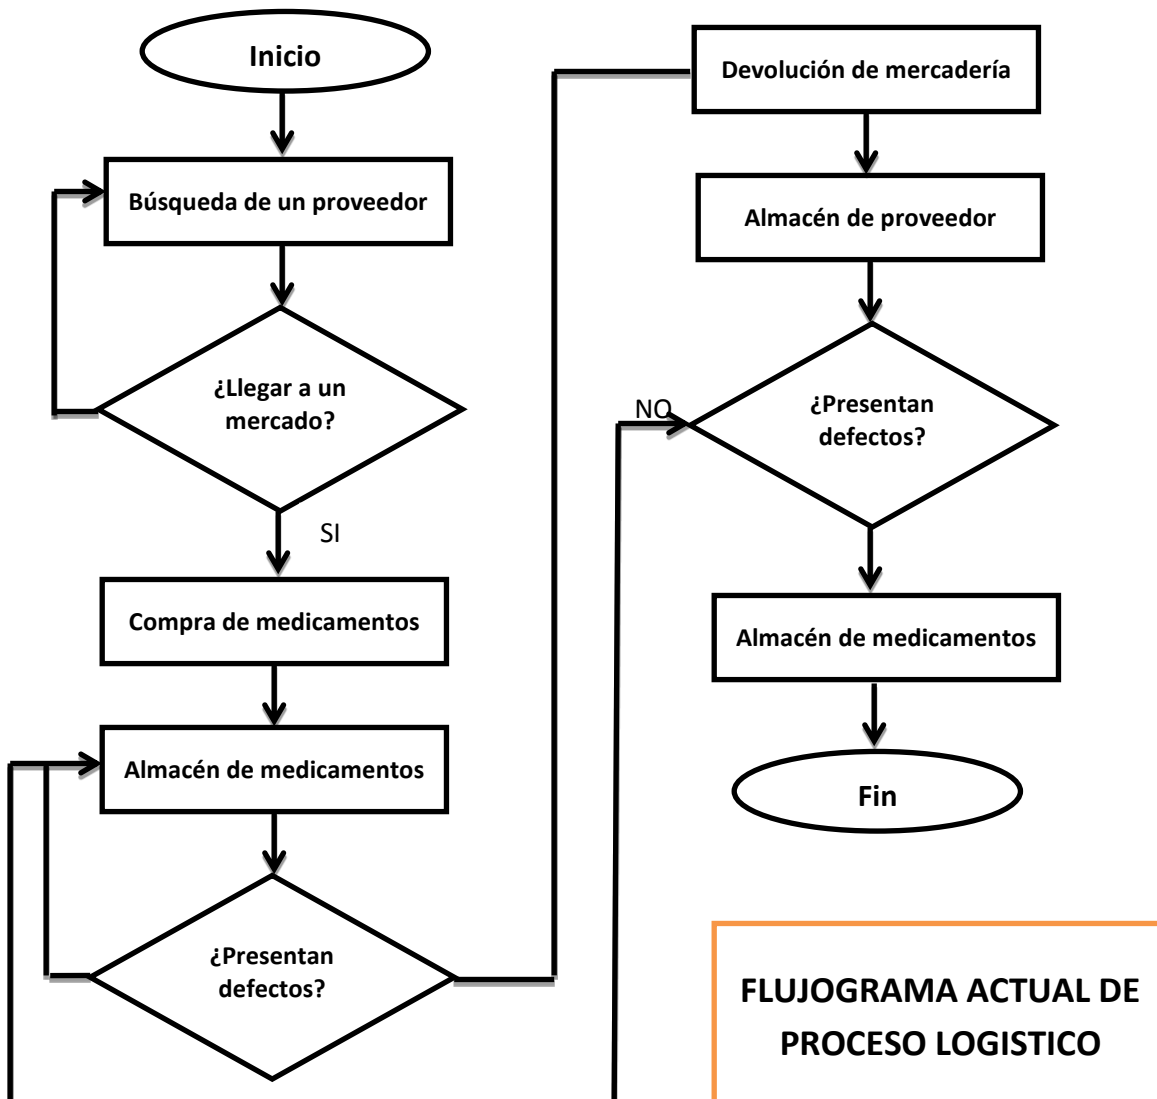 Inicio
Búsqueda de un proveedor
¿Llegar a un
mercado?
SI
Compra de medicamentos
Almacén de medicamentos
¿Presentan
defectos?
Devolución de mercadería
Almacén de proveedor
NO
¿Presentan
defectos?
Almacén de medicamentos
Fin
FLUJOGRAMA ACTUAL DE
PROCESO LOGISTICO